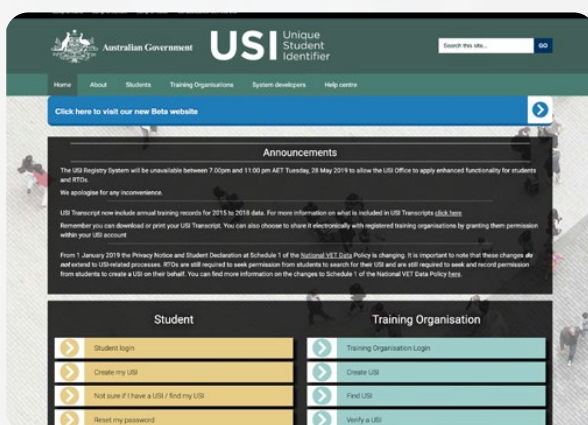 Australian Government
USI
Unique
Student
Identifier
Search this site...
GO
Home About Students Training Organisations System developers Help centre
Click here to visit our new Beta website
Announcements
The USI Registry System will be unavailable between 7.00pm and 11:00 pm AET Tuesday, 28 May 2019 to allow the USI Office to apply enhanced functionality for students
and RTOs.
We apologise for any inconvenience.
USI Transcript now include annual training records for 2015 to 2018 data. For more information on what is included in USI Transcripts click here
Remember you can download or print your USI Transcript. You can also choose to share it electronically with registered training organisations by granting them permission
within your USI account
From 1 January 2019 the Privacy Notice and Student Declaration at Schedule 1 of the National VET Data Policy is changing. It is important to note that these changes do
not extend to USI-related processes. RTOs are still required to seek permission from students to search for their USI and are still required to seek and record permission
from students to create a USI on their behalf. You can find more information on the changes to Schedule 1 of the National VET Data Policy here.
Student
Student login
Create my USI
Not sure if I have a USI / find my USI
Reset my password
Training Organisation
Training Organisation Login
Create USI
Find USI
Verify a USI